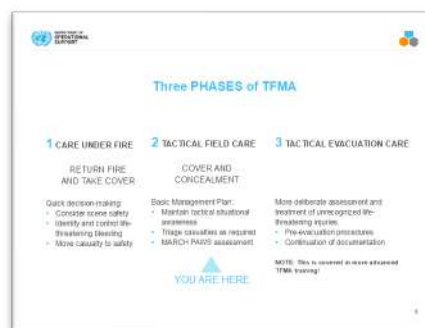 DEPARTMENT OF
OPERATIONAL
SUPPORT
Three PHASES of TFMA
1 CARE UNDER FIRE
RETURN FIRE
AND TAKE COVER
Quick decision-making:
• Consider scene safety
• Identify and control life-
threatening bleeding
• Move casualty to safety
2 TACTICAL FIELD CARE
COVER AND
CONCEALMENT
Basic Management Plan:
• Maintain tactical situational
awareness
• Triage casualties as required
• MARCH PAWS assessment
YOU ARE HERE
3 TACTICAL EVACUATION CARE
More deliberate assessment and
treatment of unrecognized life-
threatening injuries:
• Pre-evacuation procedures
• Continuation of documentation
NOTE: This is covered in more advanced
TFMA training!